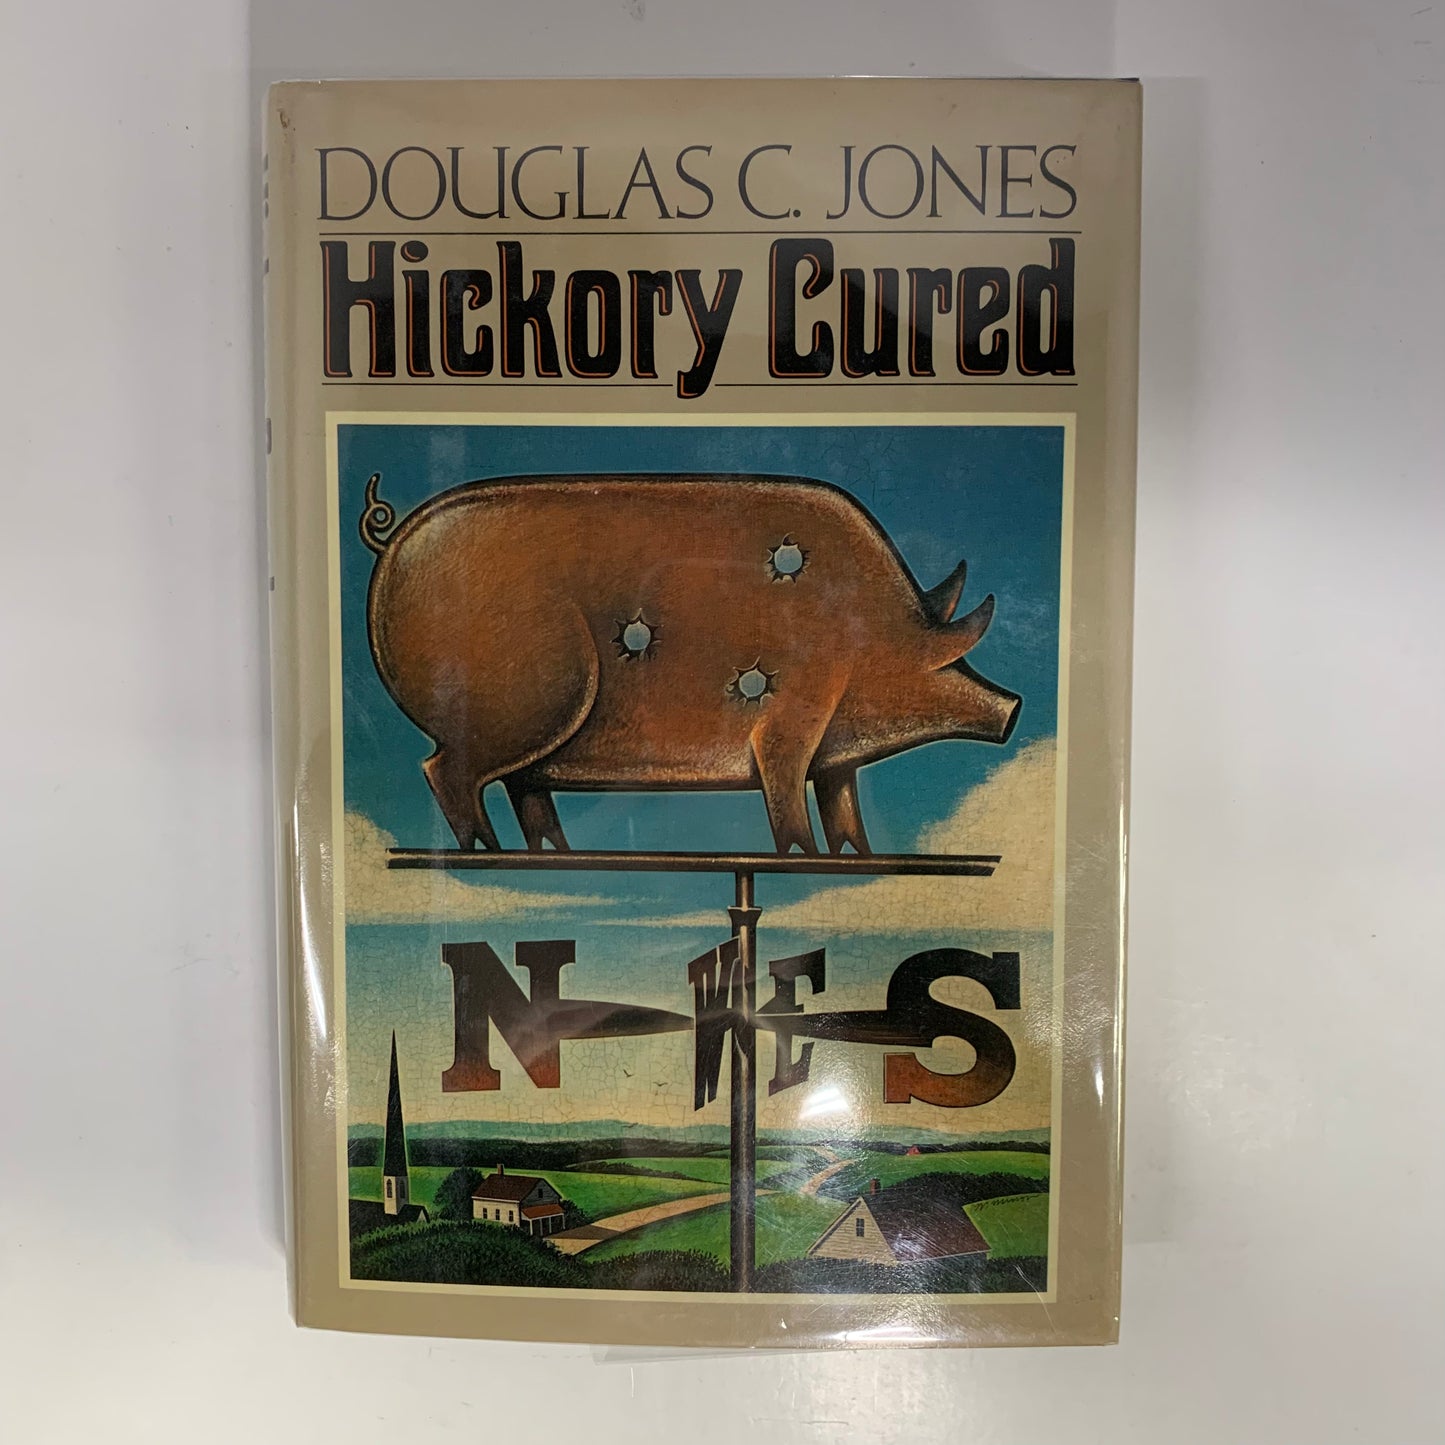 DOUGLAS C. JONES
Hickory Cured
N W E S